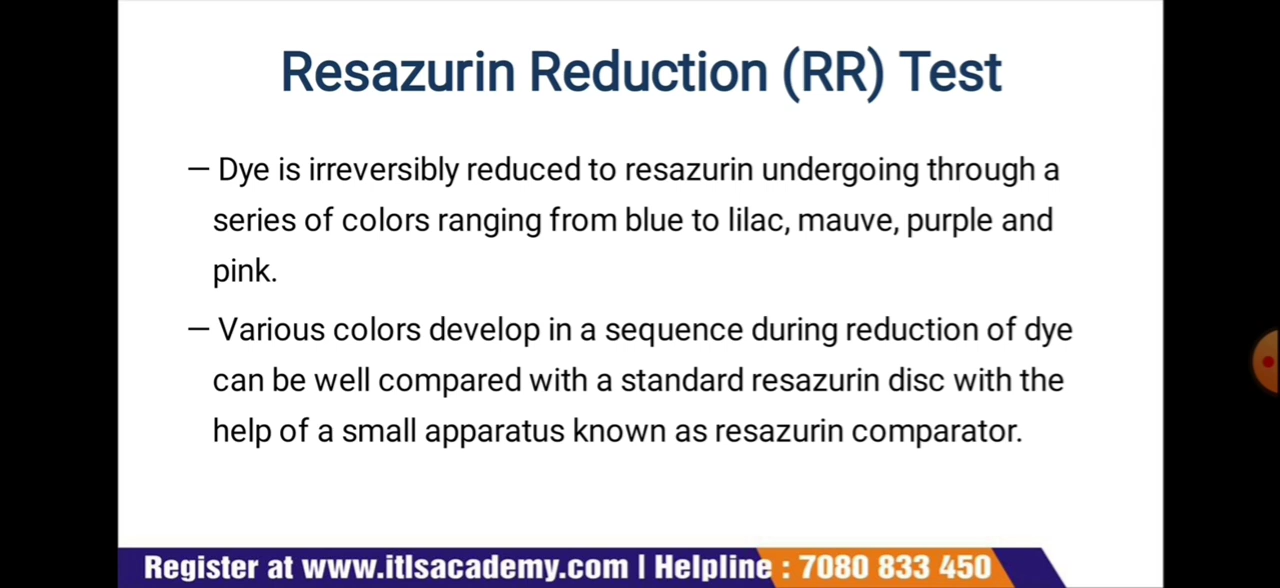 Resazurin Reduction (RR) Test
– Dye is irreversibly reduced to resazurin undergoing through a
series of colors ranging from blue to lilac, mauve, purple and
pink.
– Various colors develop in a sequence during reduction of dye
can be well compared with a standard resazurin disc with the
help of a small apparatus known as resazurin comparator.
Register at www.itlsacademy.com | Helpline : 7080 833 450